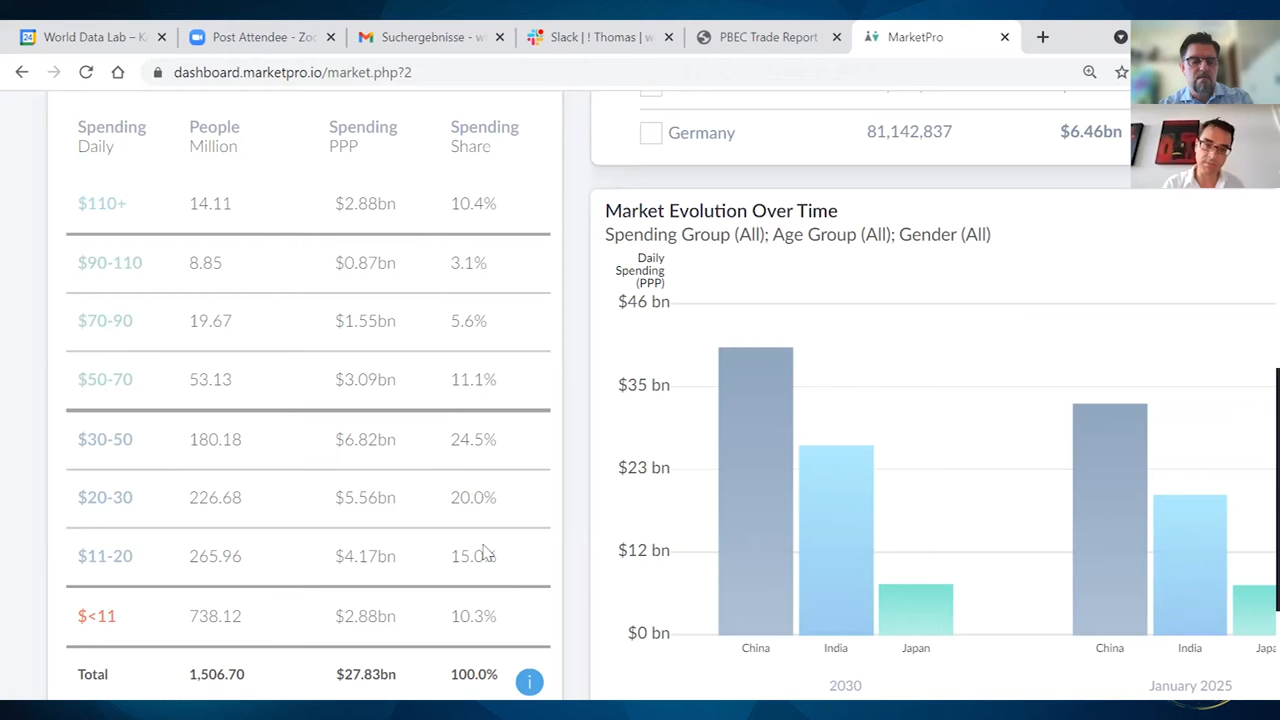 World Data Lab – K
Post Attendee - Zoo
Suchergebnisse - w
Slack | ! Thomas | w
PBEC Trade Report
MarketPro
dashboard.marketpro.io/market.php?2
Spending Daily
People Million
Spending PPP
Spending Share
$110+ 14.11 $2.88bn 10.4%
$90-110 8.85 $0.87bn 3.1%
$70-90 19.67 $1.55bn 5.6%
$50-70 53.13 $3.09bn 11.1%
$30-50 180.18 $6.82bn 24.5%
$20-30 226.68 $5.56bn 20.0%
$11-20 265.96 $4.17bn 15.0%
$<11 738.12 $2.88bn 10.3%
Total 1,506.70 $27.83bn 100.0%
Germany 81,142,837 $6.46bn
Market Evolution Over Time
Spending Group (All); Age Group (All); Gender (All)
Daily
Spending
(PPP)
$46 bn
$35 bn
$23 bn
$12 bn
$0 bn
China India Japan China India Japa
2030 January 2025